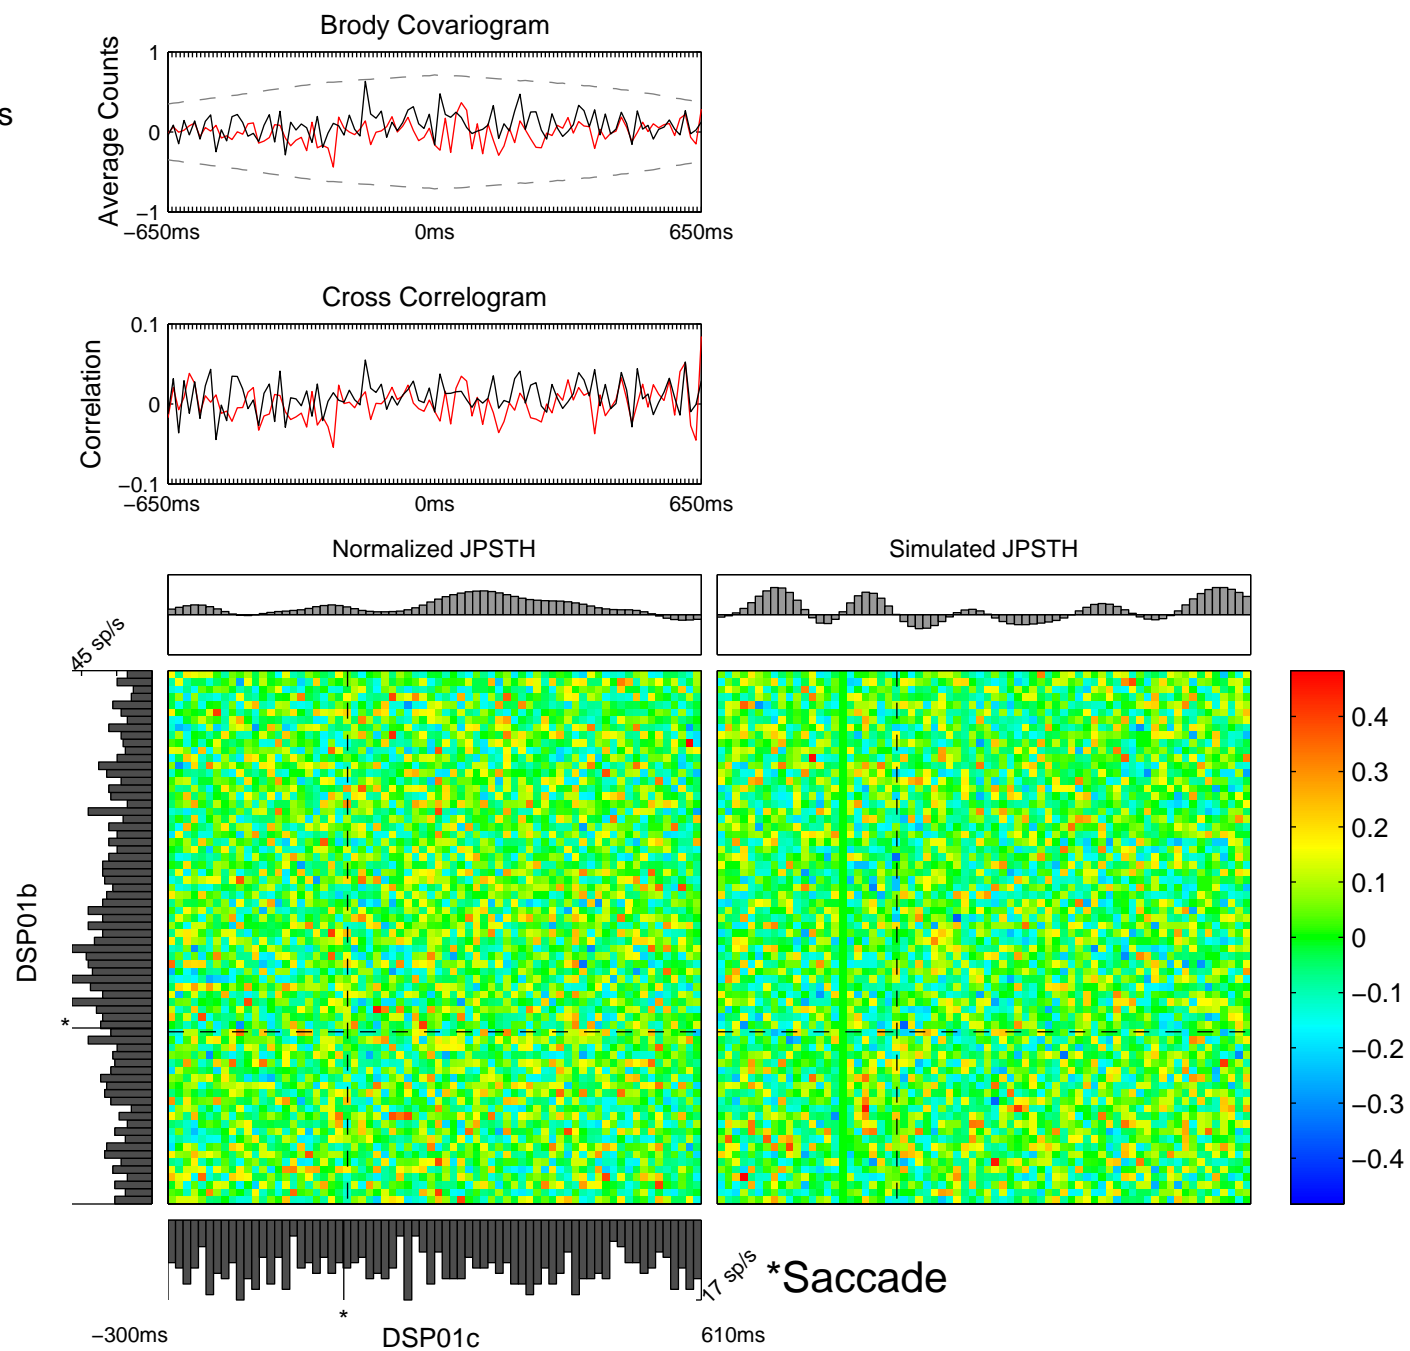 Brody Covariogram
s
Average Counts
1
0
−1
−650ms
0ms
650ms
Cross Correlogram
Correlation
0.1
0
−0.1
−650ms
0ms
650ms
Normalized JPSTH
Simulated JPSTH
45 sp/s
DSP01b
*
0.4
0.3
0.2
0.1
0
−0.1
−0.2
−0.3
−0.4
17 sp/s
*Saccade
*
−300ms
DSP01c
610ms